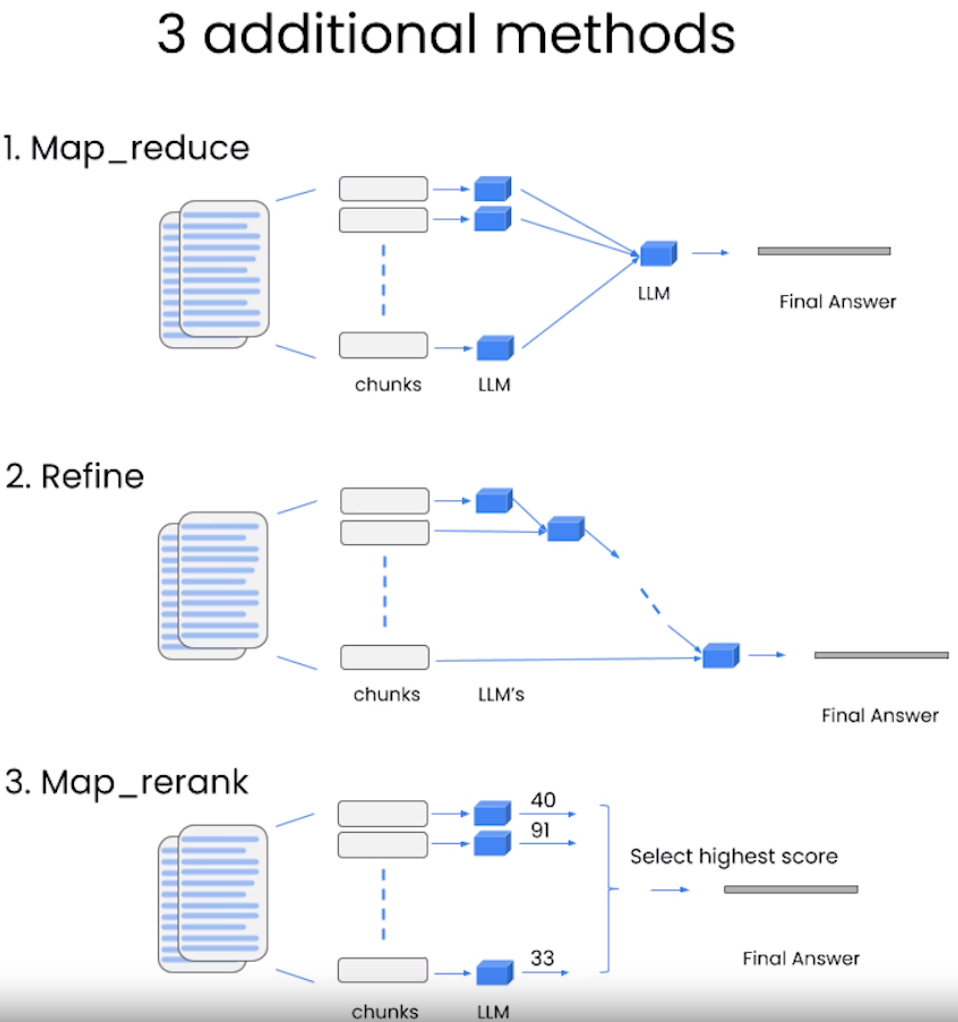 3 additional methods
1. Map_reduce
LLM
Final Answer
chunks
LLM
2. Refine
chunks
LLM's
Final Answer
3. Map_rerank
40
91
Select highest score
33
Final Answer
chunks
LLM